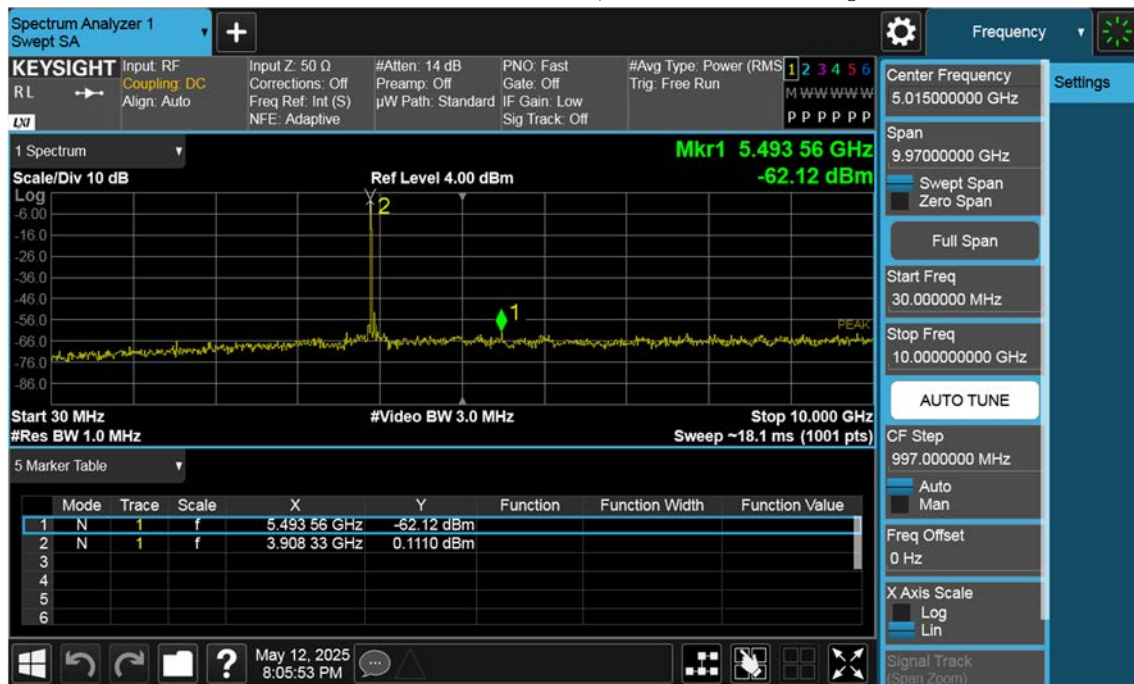 Spectrum Analyzer 1
Swept SA
+
Frequency
KEYSIGHT
RL
LXI
Input: RF
Coupling: DC
Align: Auto
Input Z: 50 Ω
Corrections: Off
Freq Ref: Int (S)
NFE: Adaptive
#Atten: 14 dB
Preamp: Off
µW Path: Standard
PNO: Fast
Gate: Off
IF Gain: Low
Sig Track: Off
#Avg Type: Power (RMS
Trig: Free Run
1 2 3 4 5 6
M W W W W W
P P P P P P
1 Spectrum
Mkr1 5.493 56 GHz
-62.12 dBm
Scale/Div 10 dB
Ref Level 4.00 dBm
Log
-6.00
-16.0
-26.0
-36.0
-46.0
-56.0
-66.0
-76.0
-86.0
2
1
PEAK
Start 30 MHz
#Video BW 3.0 MHz
Stop 10.000 GHz
#Res BW 1.0 MHz
Sweep ~18.1 ms (1001 pts)
5 Marker Table
Mode Trace Scale X Y Function Function Width Function Value
1 N 1 f 5.493 56 GHz -62.12 dBm
2 N 1 f 3.908 33 GHz 0.1110 dBm
3
4
5
6
?
May 12, 2025
8:05:53 PM
Center Frequency
5.015000000 GHz
Span
9.97000000 GHz
Swept Span
Zero Span
Full Span
Start Freq
30.000000 MHz
Stop Freq
10.000000000 GHz
AUTO TUNE
CF Step
997.000000 MHz
Auto
Man
Freq Offset
0 Hz
X Axis Scale
Log
Lin
Signal Track
(Span Zoom)
Settings